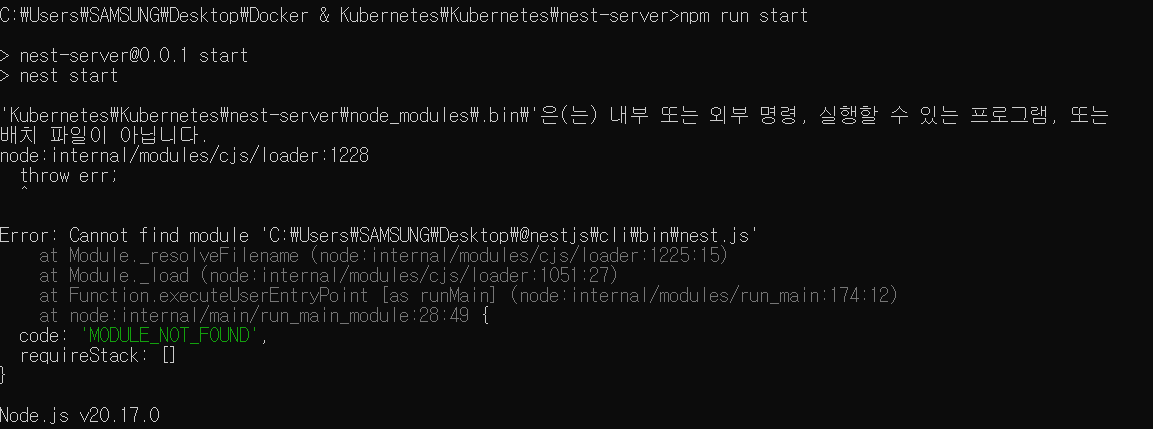 C:₩Users₩SAMSUNG₩Desktop₩Docker & Kubernetes₩Kubernetes₩nest-server>npm run start
> nest-server@0.0.1 start
> nest start
'Kubernetes₩Kubernetes₩nest-server₩node_modules₩.bin₩'은(는) 내부 또는 외부 명령, 실행할 수 있는 프로그램, 또는
배치 파일이 아닙니다.
node:internal/modules/cjs/loader:1228
  throw err;
  ^
Error: Cannot find module 'C:₩Users₩SAMSUNG₩Desktop₩@nestjs₩cli₩bin₩nest.js'
    at Module._resolveFilename (node:internal/modules/cjs/loader:1225:15)
    at Module._load (node:internal/modules/cjs/loader:1051:27)
    at Function.executeUserEntryPoint [as runMain] (node:internal/modules/run_main:174:12)
    at node:internal/main/run_main_module:28:49 {
  code: 'MODULE_NOT_FOUND',
  requireStack: []
}
Node.js v20.17.0